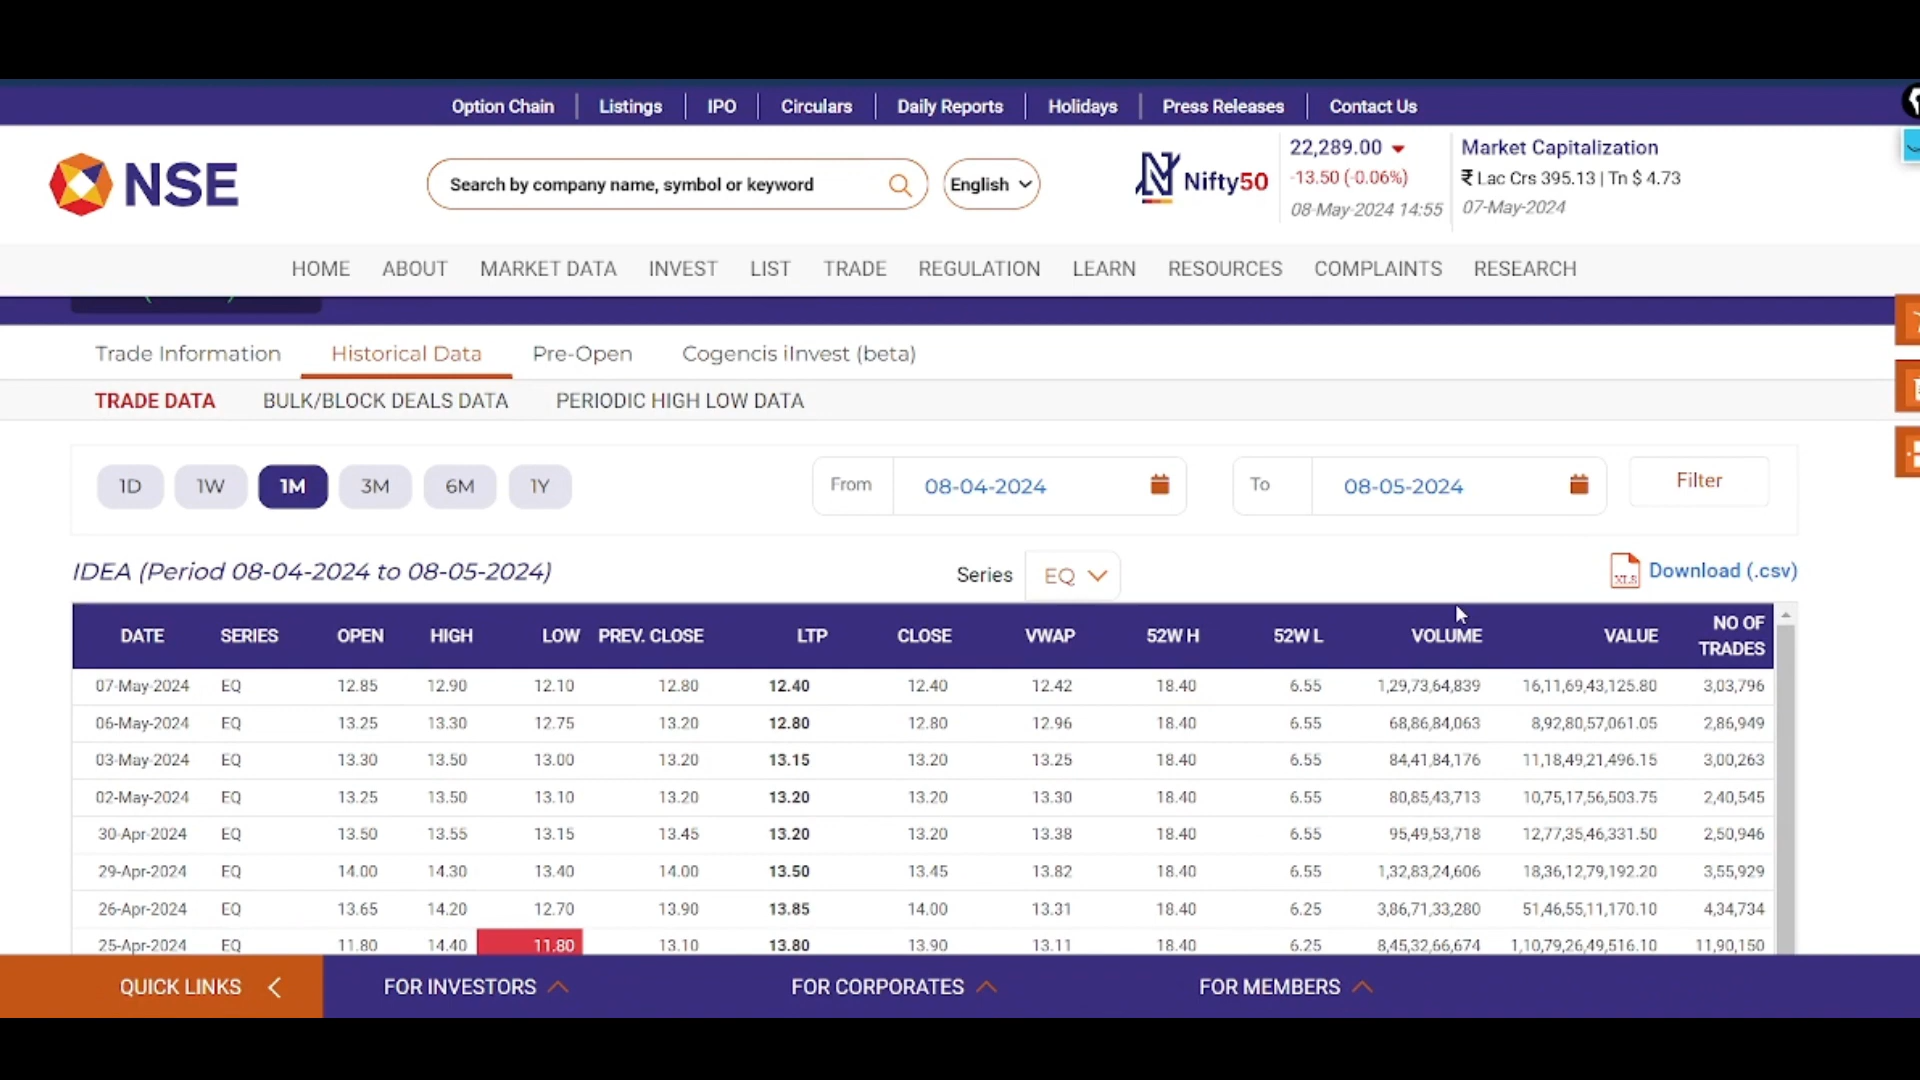 Option Chain Listings IPO Circulars Daily Reports Holidays Press Releases Contact Us
NSE
Search by company name, symbol or keyword
English
Nifty50
22,289.00
-13.50 (-0.06%)
08-May-2024 14:55
Market Capitalization
₹ Lac Crs 395.13 | Tn $ 4.73
07-May-2024
HOME ABOUT MARKET DATA INVEST LIST TRADE REGULATION LEARN RESOURCES COMPLAINTS RESEARCH
Trade Information Historical Data Pre-Open Cogencis iInvest (beta)
TRADE DATA BULK/BLOCK DEALS DATA PERIODIC HIGH LOW DATA
1D 1W 1M 3M 6M 1Y From 08-04-2024 To 08-05-2024 Filter
IDEA (Period 08-04-2024 to 08-05-2024) Series EQ XLS Download (.csv)
DATE SERIES OPEN HIGH LOW PREV. CLOSE LTP CLOSE VWAP 52W H 52W L VOLUME VALUE NO OF TRADES
07-May-2024 EQ 12.85 12.90 12.10 12.80 12.40 12.40 12.42 18.40 6.55 1,29,73,64,839 16,11,69,43,125.80 3,03,796
06-May-2024 EQ 13.25 13.30 12.75 13.20 12.80 12.80 12.96 18.40 6.55 68,86,84,063 8,92,80,57,061.05 2,86,949
03-May-2024 EQ 13.30 13.50 13.00 13.20 13.15 13.20 13.25 18.40 6.55 84,41,84,176 11,18,49,21,496.15 3,00,263
02-May-2024 EQ 13.25 13.50 13.10 13.20 13.20 13.20 13.30 18.40 6.55 80,85,43,713 10,75,17,56,503.75 2,40,545
30-Apr-2024 EQ 13.50 13.55 13.15 13.45 13.20 13.20 13.38 18.40 6.55 95,49,53,718 12,77,35,46,331.50 2,50,946
29-Apr-2024 EQ 14.00 14.30 13.40 14.00 13.50 13.45 13.82 18.40 6.55 1,32,83,24,606 18,36,12,79,192.20 3,55,929
26-Apr-2024 EQ 13.65 14.20 12.70 13.90 13.85 14.00 13.31 18.40 6.25 3,86,71,33,280 51,46,55,11,170.10 4,34,734
25-Apr-2024 EQ 11.80 14.40 11.80 13.10 13.80 13.90 13.11 18.40 6.25 8,45,32,66,674 1,10,79,26,49,516.10 11,90,150
QUICK LINKS FOR INVESTORS FOR CORPORATES FOR MEMBERS